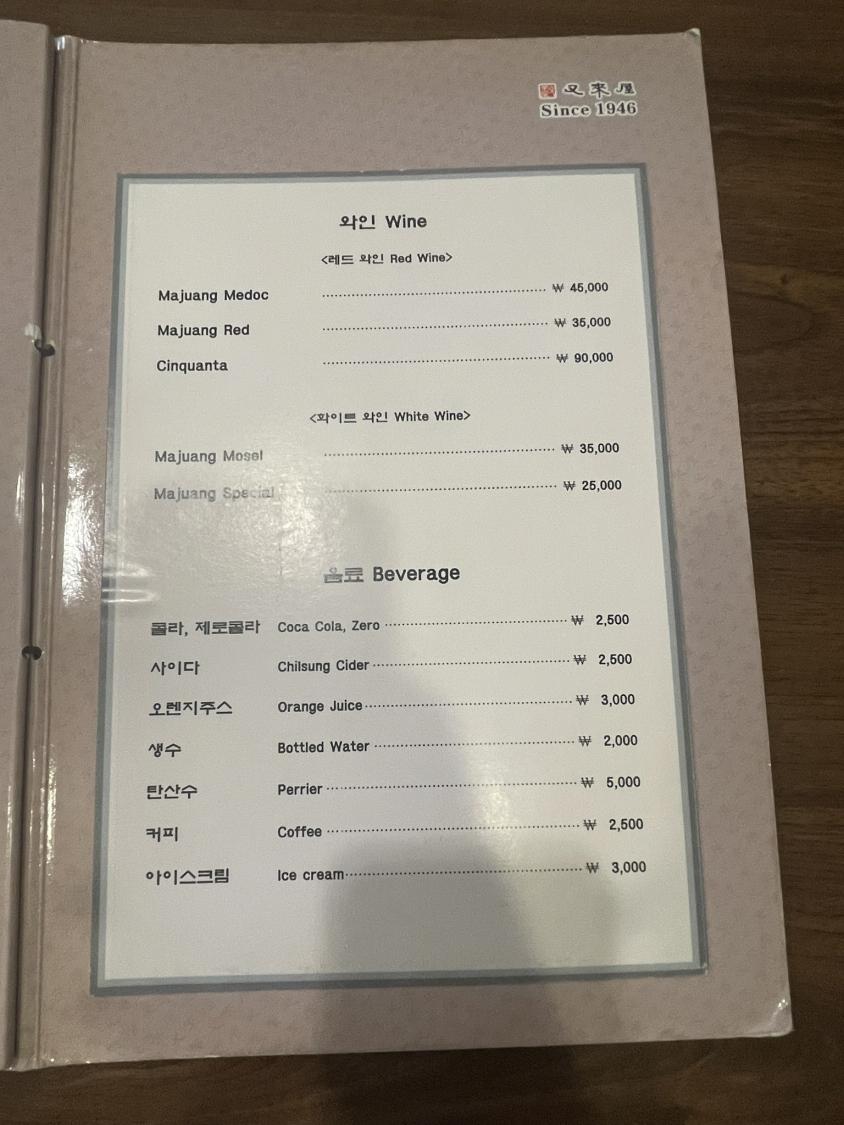 又來屋
Since 1946
와인 Wine
<레드 와인 Red Wine>
Majuang Medoc ₩ 45,000
Majuang Red ₩ 35,000
Cinquanta ₩ 90,000
<화이트 와인 White Wine>
Majuang Mosel ₩ 35,000
Majuang Special ₩ 25,000
음료 Beverage
콜라, 제로콜라 Coca Cola, Zero ₩ 2,500
사이다 Chilsung Cider ₩ 2,500
오렌지주스 Orange Juice ₩ 3,000
생수 Bottled Water ₩ 2,000
탄산수 Perrier ₩ 5,000
커피 Coffee ₩ 2,500
아이스크림 Ice cream ₩ 3,000